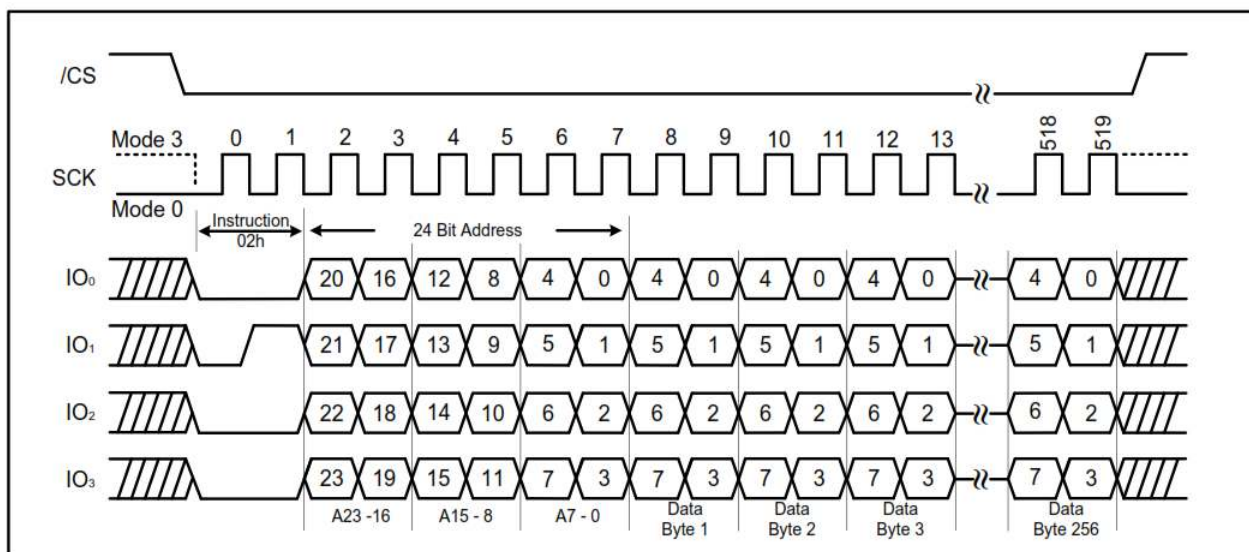 /CS
Mode 3
0 1 2 3 4 5 6 7 8 9 10 11 12 13 518 519
SCK
Mode 0
Instruction
02h
24 Bit Address
IO₀ 20 16 12 8 4 0 4 0 4 0 4 0 4 0
IO₁ 21 17 13 9 5 1 5 1 5 1 5 1 5 1
IO₂ 22 18 14 10 6 2 6 2 6 2 6 2 6 2
IO₃ 23 19 15 11 7 3 7 3 7 3 7 3 7 3
A23 -16 A15 - 8 A7 - 0 Data Data Data Data
Byte 1 Byte 2 Byte 3 Byte 256